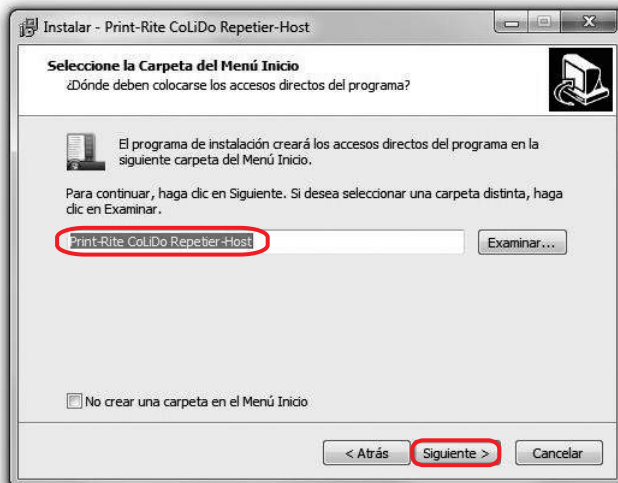 Instalar - Print-Rite CoLiDo Repetier-Host
Seleccione la Carpeta del Menú Inicio
¿Dónde deben colocarse los accesos directos del programa?
El programa de instalación creará los accesos directos del programa en la
siguiente carpeta del Menú Inicio.
Para continuar, haga clic en Siguiente. Si desea seleccionar una carpeta distinta, haga
clic en Examinar.
Print-Rite CoLiDo Repetier-Host
Examinar...
No crear una carpeta en el Menú Inicio
< Atrás
Siguiente >
Cancelar